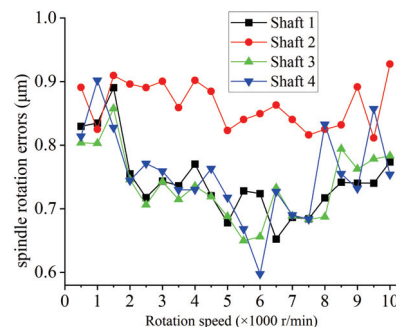 Shaft 1
Shaft 2
Shaft 3
Shaft 4
spindle rotation errors (μm)
1.0
0.9
0.8
0.7
0.6
0 1 2 3 4 5 6 7 8 9 10
Rotation speed (×1000 r/min)